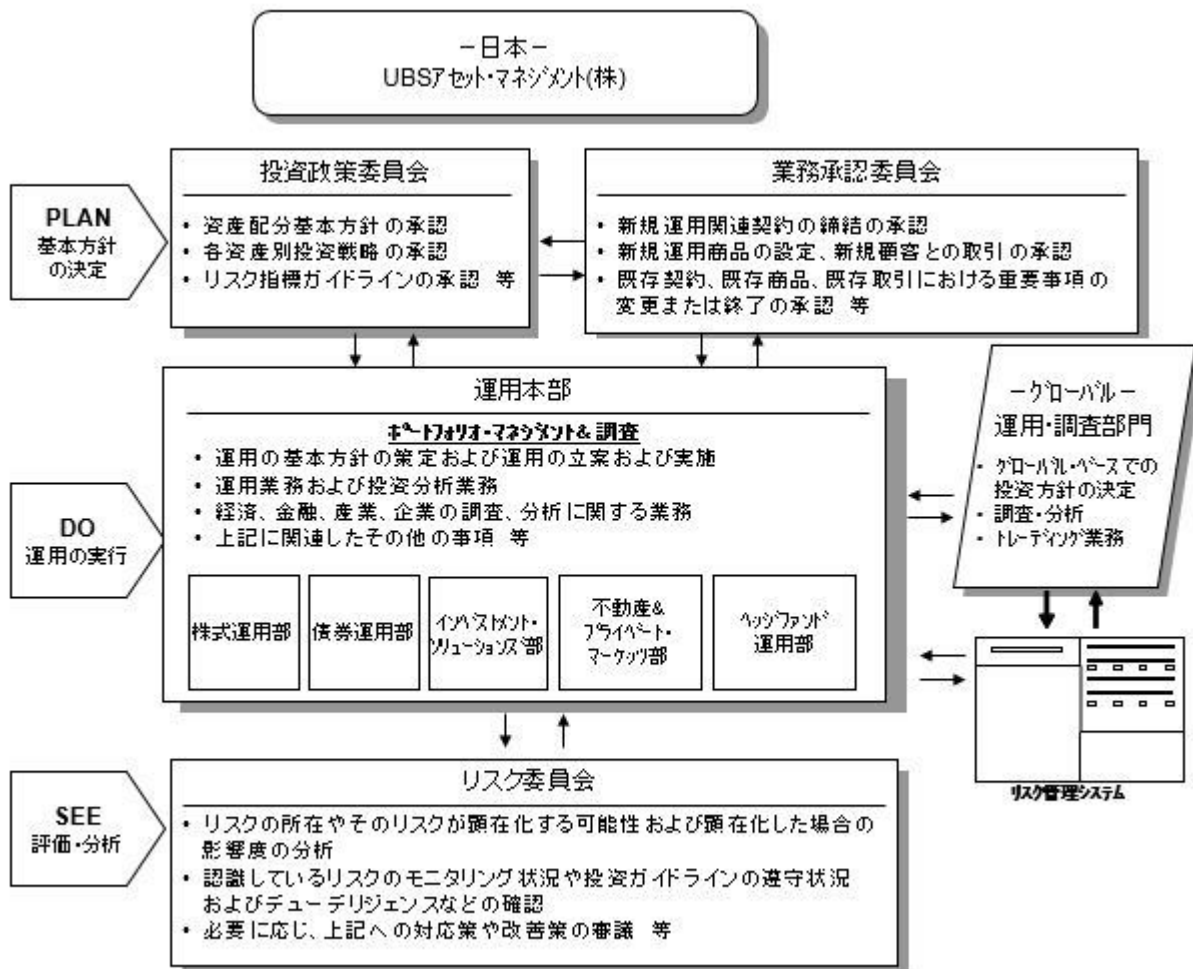 －日本－
UBSアセット・マネジメント(株)
PLAN
基本方針
の決定
投資政策委員会
・ 資産配分基本方針の承認
・ 各資産別投資戦略の承認
・ リスク指標ガイドラインの承認 等
業務承認委員会
・ 新規運用関連契約の締結の承認
・ 新規運用商品の設定、新規顧客との取引の承認
・ 既存契約、既存商品、既存取引における重要事項の
変更または終了の承認 等
DO
運用の実行
運用本部
ポートフォリオ・マネジメント&調査
・ 運用の基本方針の策定および運用の立案および実施
・ 運用業務および投資分析業務
・ 経済、金融、産業、企業の調査、分析に関する業務
・ 上記に関連したその他の事項 等
株式運用部
債券運用部
インベストメント・
ソリューションズ部
不動産&
プライベート・
マーケッツ部
ヘッジファンド
運用部
－グローバル－
運用・調査部門
・ グローバル・ベースでの
投資方針の決定
・ 調査・分析
・ トレーディング業務
リスク管理システム
SEE
評価・分析
リスク委員会
・ リスクの所在やそのリスクが顕在化する可能性および顕在化した場合の
影響度の分析
・ 認識しているリスクのモニタリング状況や投資ガイドラインの遵守状況
およびデューデリジェンスなどの確認
・ 必要に応じ、上記への対応策や改善策の審議 等